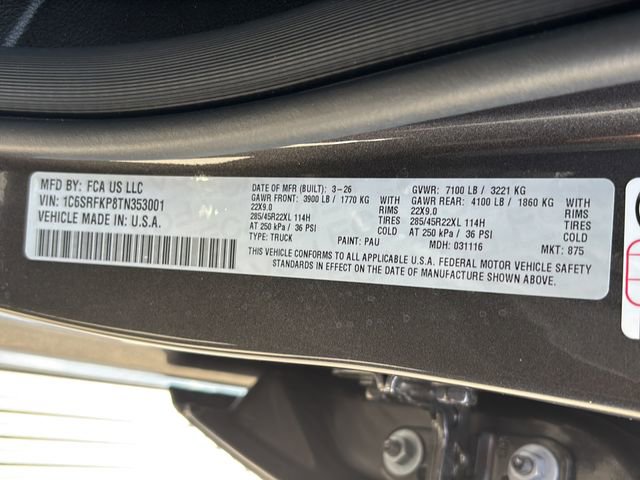 MFD BY: FCA US LLC
VIN: 1C6SRFKP8TN353001
VEHICLE MADE IN U.S.A.
DATE OF MFR (BUILT): 3-26
GAWR FRONT: 3900 LB / 1770 KG WITH
22X9.0 RIMS
285/45R22XL 114H TIRES
AT 250 kPa / 36 PSI COLD
TYPE: TRUCK PAINT: PAU
GVWR: 7100 LB / 3221 KG
GAWR REAR: 4100 LB / 1860 KG WITH
22X9.0 RIMS
285/45R22XL 114H TIRES
AT 250 kPa / 36 PSI COLD
MDH: 031116 MKT: 875
THIS VEHICLE CONFORMS TO ALL APPLICABLE U.S.A. FEDERAL MOTOR VEHICLE SAFETY
STANDARDS IN EFFECT ON THE DATE OF MANUFACTURE SHOWN ABOVE.